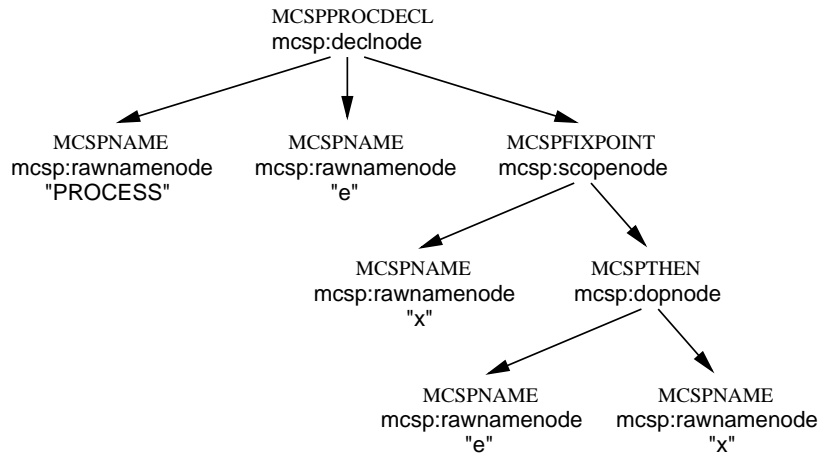 MCSPPROCDECL
mcsp:declnode
MCSPNAME
mcsp:rawnamenode
"PROCESS"
MCSPNAME
mcsp:rawnamenode
"e"
MCSPFIXPOINT
mcsp:scopenode
MCSPNAME
mcsp:rawnamenode
"x"
MCSPTHEN
mcsp:dopnode
MCSPNAME
mcsp:rawnamenode
"e"
MCSPNAME
mcsp:rawnamenode
"x"